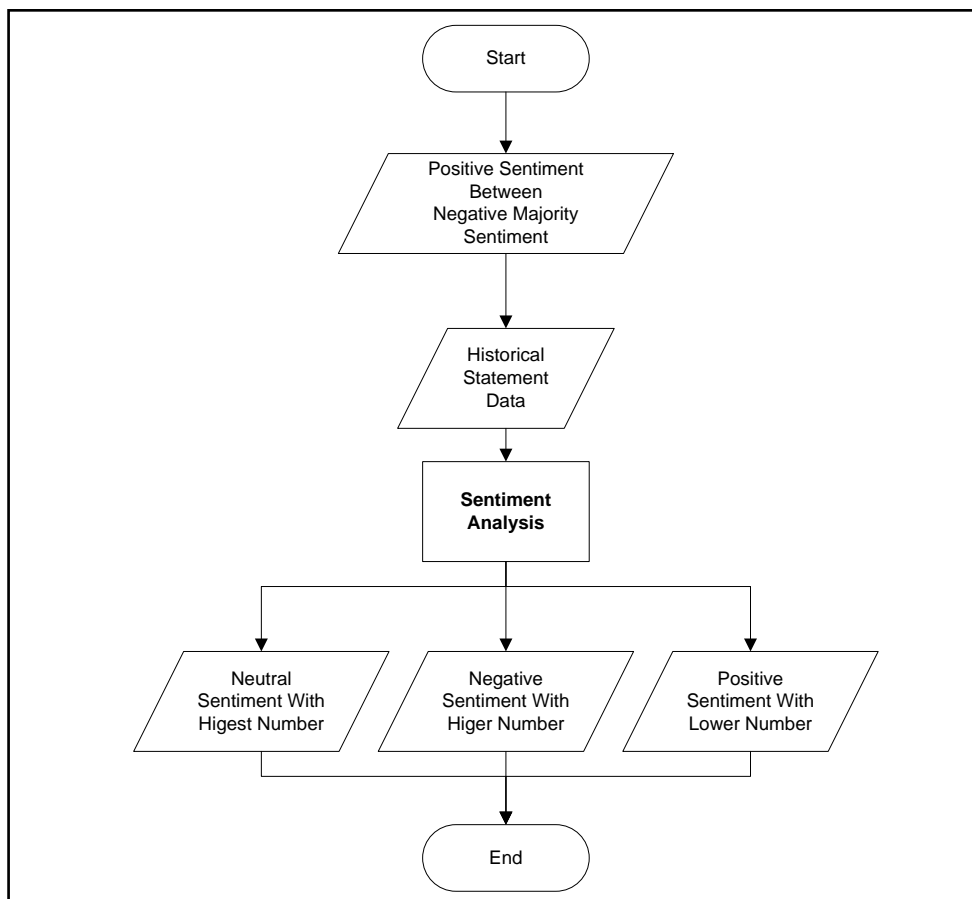 Start
Positive Sentiment
Between
Negative Majority
Sentiment
Historical
Statement
Data
Sentiment
Analysis
Neutral
Sentiment With
Higest Number
Negative
Sentiment With
Higer Number
Positive
Sentiment With
Lower Number
End